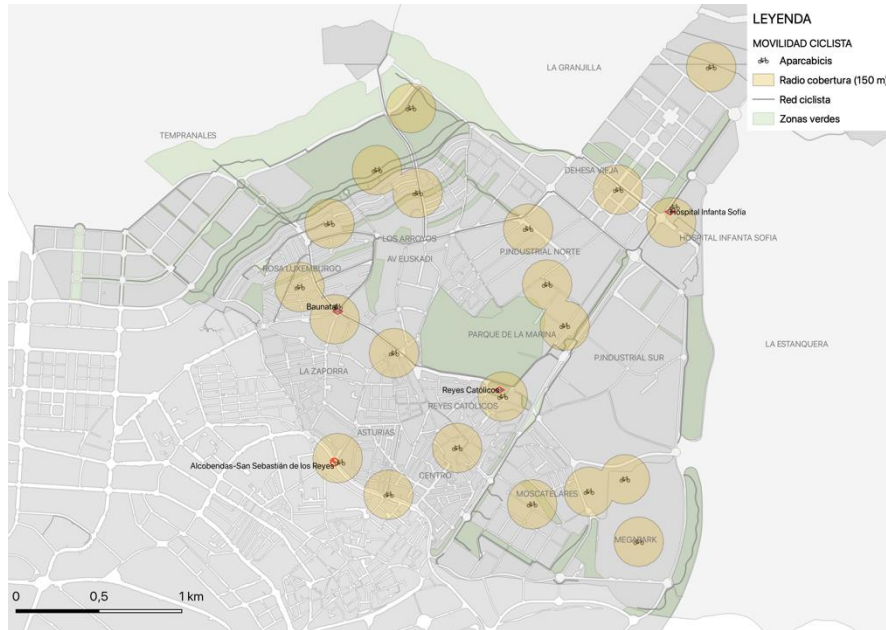 LEYENDA
MOVILIDAD CICLISTA
Aparcabicis
Radio cobertura (150 m)
Red ciclista
Zonas verdes
LA GRANJILLA
TEMPRANALES
DEHESA VIEJA
Hospital Infanta Sofía
HOSPITAL INFANTA SOFIA
LOS ARROYOS
P.INDUSTRIAL NORTE
AV EUSKADI
ROSA LUXEMBURGO
Baunatal
PARQUE DE LA MARINA
LA ESTANQUERA
P.INDUSTRIAL SUR
LA ZAPORRA
Reyes Católicos
REYES CATÓLICOS
ASTURIAS
Alcobendas-San Sebastián de los Reyes
CENTRO
MOSCATELARES
MEGAPARK
0 0,5 1 km